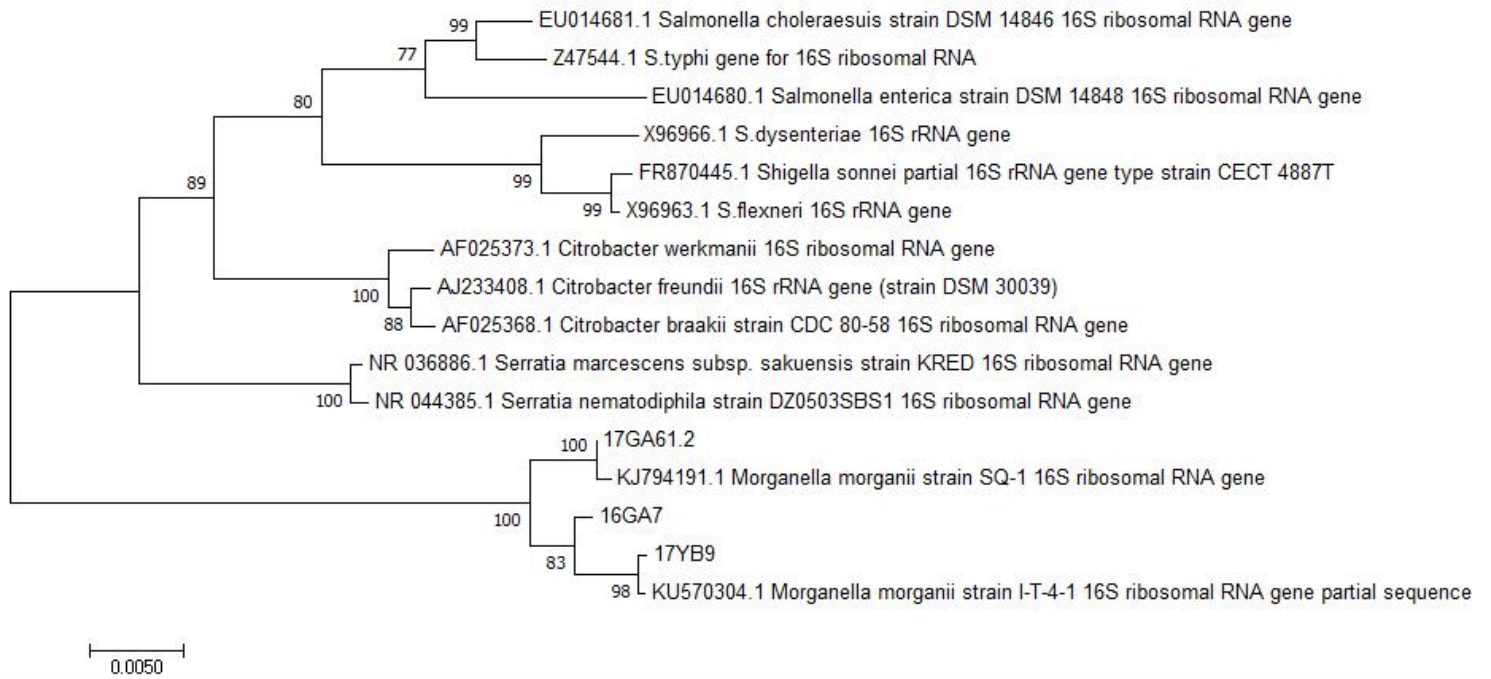 99
EU014681.1 Salmonella choleraesuis strain DSM 14846 16S ribosomal RNA gene
77
Z47544.1 S.typhi gene for 16S ribosomal RNA
80
EU014680.1 Salmonella enterica strain DSM 14848 16S ribosomal RNA gene
X96966.1 S.dysenteriae 16S rRNA gene
89
99
FR870445.1 Shigella sonnei partial 16S rRNA gene type strain CECT 4887T
99
X96963.1 S.flexneri 16S rRNA gene
AF025373.1 Citrobacter werkmanii 16S ribosomal RNA gene
100
AJ233408.1 Citrobacter freundii 16S rRNA gene (strain DSM 30039)
88
AF025368.1 Citrobacter braakii strain CDC 80-58 16S ribosomal RNA gene
NR 036886.1 Serratia marcescens subsp. sakuensis strain KRED 16S ribosomal RNA gene
100
NR 044385.1 Serratia nematodiphila strain DZ0503SBS1 16S ribosomal RNA gene
100
17GA61.2
KJ794191.1 Morganella morganii strain SQ-1 16S ribosomal RNA gene
100
16GA7
83
17YB9
98
KU570304.1 Morganella morganii strain I-T-4-1 16S ribosomal RNA gene partial sequence
0.0050